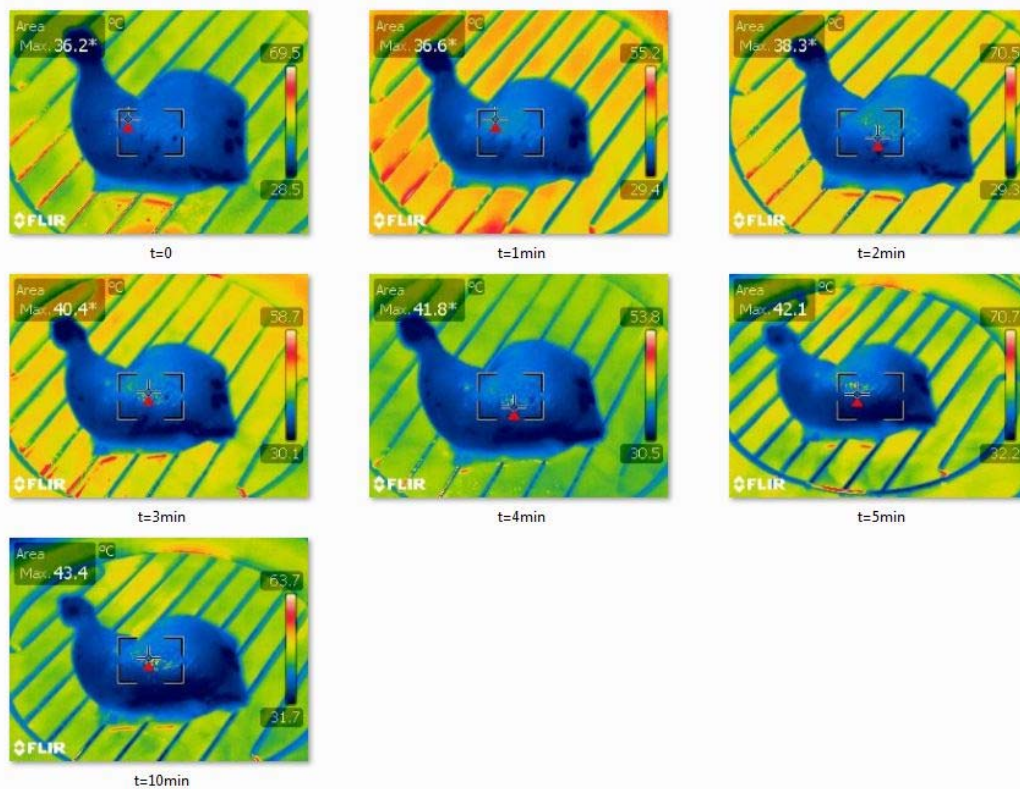 Area °C
Max. 36.2*
69.5
28.5
FLIR
t=0
Area °C
Max. 36.6*
55.2
29.4
FLIR
t=1min
Area °C
Max. 38.3*
70.5
29.3
FLIR
t=2min
Area °C
Max. 40.4*
58.7
30.1
FLIR
t=3min
Area °C
Max. 41.8*
53.8
30.5
FLIR
t=4min
Area °C
Max. 42.1
70.7
32.2
FLIR
t=5min
Area °C
Max. 43.4
63.7
31.7
FLIR
t=10min